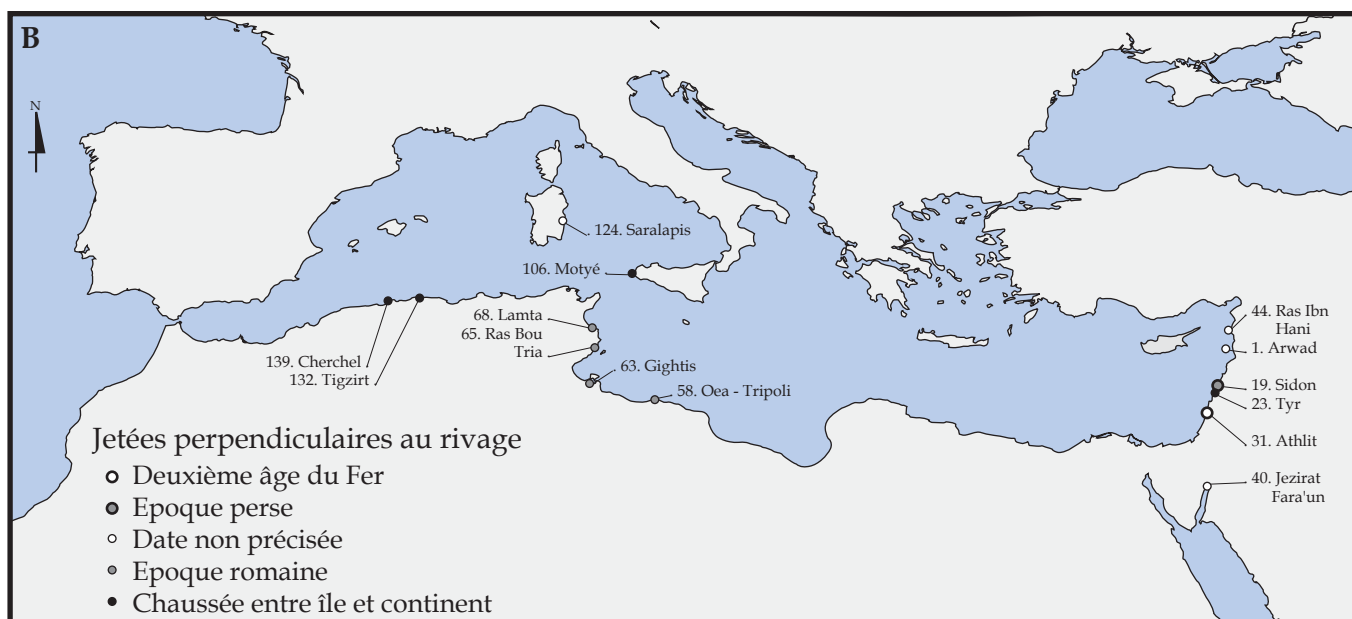 B
N
124. Saralapis
106. Motyé
68. Lamta
65. Ras Bou
Tria
139. Cherchel
132. Tigzirt
63. Gightis
58. Oea - Tripoli
44. Ras Ibn
Hani
1. Arwad
19. Sidon
23. Tyr
31. Athlit
40. Jezirat
Fara'un
Jetées perpendiculaires au rivage
Deuxième âge du Fer
Epoque perse
Date non précisée
Epoque romaine
Chaussée entre île et continent